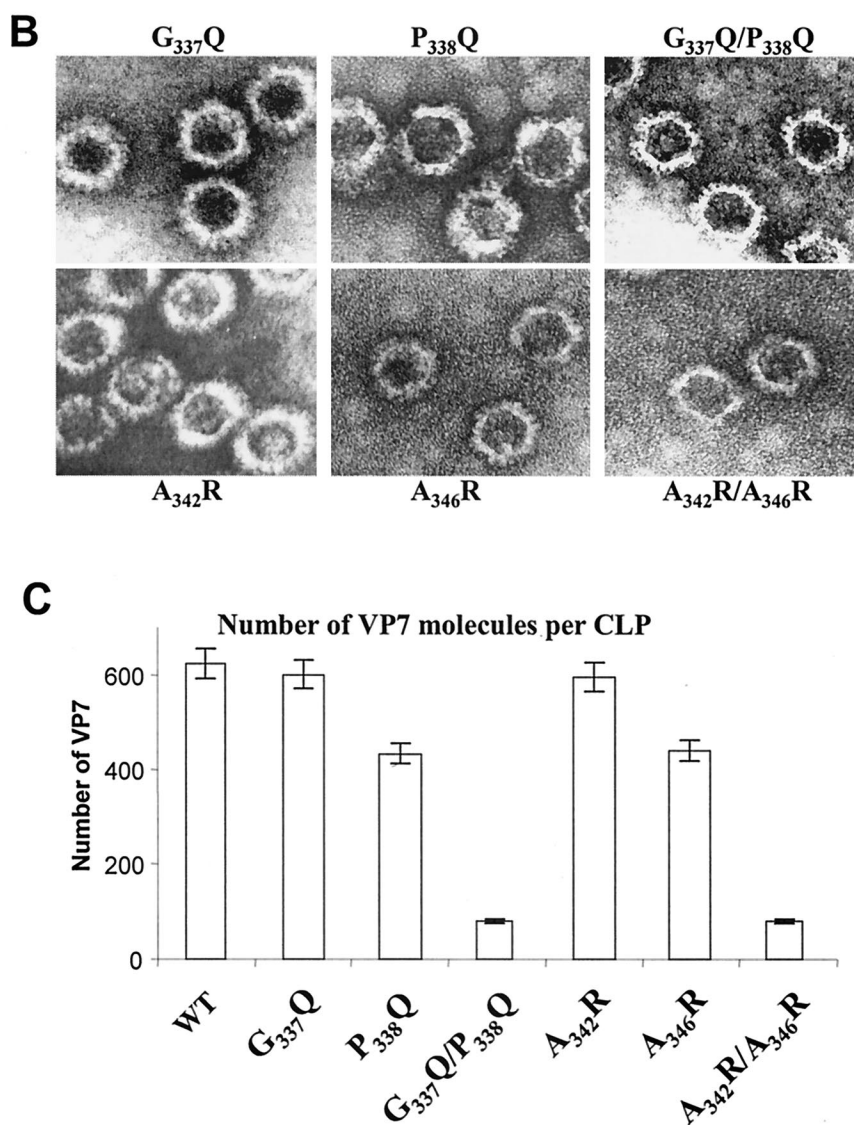 B
G₃₃₇Q P₃₃₈Q G₃₃₇Q/P₃₃₈Q
A₃₄₂R A₃₄₆R A₃₄₂R/A₃₄₆R
C
Number of VP7 molecules per CLP
Number of VP7
600
400
200
0
WT G₃₃₇Q P₃₃₈Q G₃₃₇Q/P₃₃₈Q A₃₄₂R A₃₄₆R A₃₄₂R/A₃₄₆R